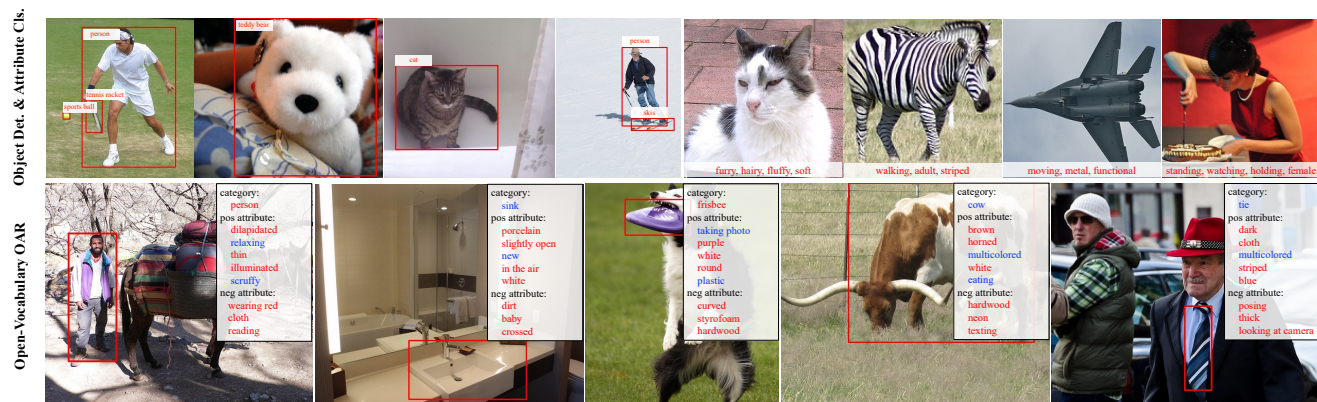 Object Det. & Attribute Cls.
person
tennis racket
sports ball
teddy bear
cat
person
skis
furry, hairy, fluffy, soft
walking, adult, striped
moving, metal, functional
standing, watching, holding, female
Open-Vocabulary OAR
category:
person
pos attribute:
dilapidated
relaxing
thin
illuminated
scruffy
neg attribute:
wearing red
cloth
reading
category:
sink
pos attribute:
porcelain
slightly open
new
in the air
white
neg attribute:
dirt
baby
crossed
category:
frisbee
pos attribute:
taking photo
purple
white
round
plastic
neg attribute:
curved
styrofoam
hardwood
category:
cow
pos attribute:
brown
horned
multicolored
white
eating
neg attribute:
hardwood
neon
texting
category:
tie
pos attribute:
dark
cloth
multicolored
striped
blue
neg attribute:
posing
thick
looking at camera